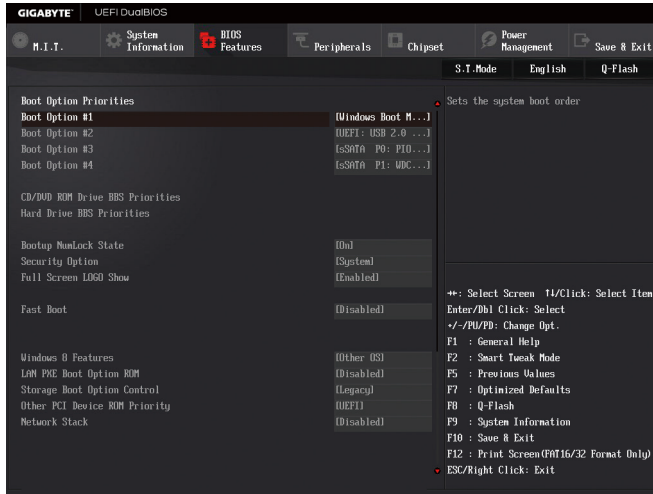 GIGABYTE™ UEFI DualBIOS
M.I.T.
System Information
BIOS Features
Peripherals
Chipset
Power Management
Save & Exit
S.T.Mode English Q-Flash
Boot Option Priorities
Boot Option #1 [Windows Boot M...]
Boot Option #2 [UEFI: USB 2.0 ...]
Boot Option #3 [sSATA P0: PIO...]
Boot Option #4 [sSATA P1: WDC...]
CD/DVD ROM Drive BBS Priorities
Hard Drive BBS Priorities
Bootup NumLock State [On]
Security Option [System]
Full Screen LOGO Show [Enabled]
Fast Boot [Disabled]
Windows 8 Features [Other OS]
LAN PXE Boot Option ROM [Disabled]
Storage Boot Option Control [Legacy]
Other PCI Device ROM Priority [UEFI]
Network Stack [Disabled]
Sets the system boot order
→←: Select Screen ↑↓/Click: Select Item
Enter/Dbl Click: Select
+/-/PU/PD: Change Opt.
F1 : General Help
F2 : Smart Tweak Mode
F5 : Previous Values
F7 : Optimized Defaults
F8 : Q-Flash
F9 : System Information
F10 : Save & Exit
F12 : Print Screen(FAT16/32 Format Only)
ESC/Right Click: Exit